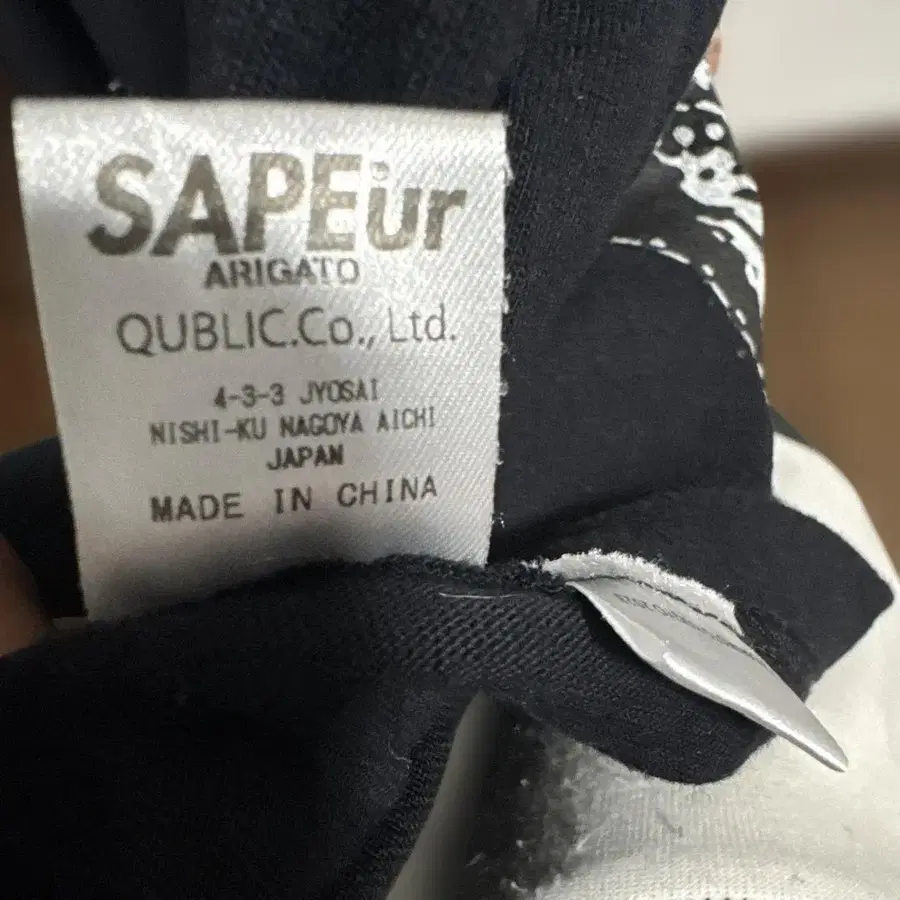 SAPEur
ARIGATO
QUBLIC.Co., Ltd.
4-3-3 JYOSAI
NISHI-KU NAGOYA AICHI
JAPAN
MADE IN CHINA